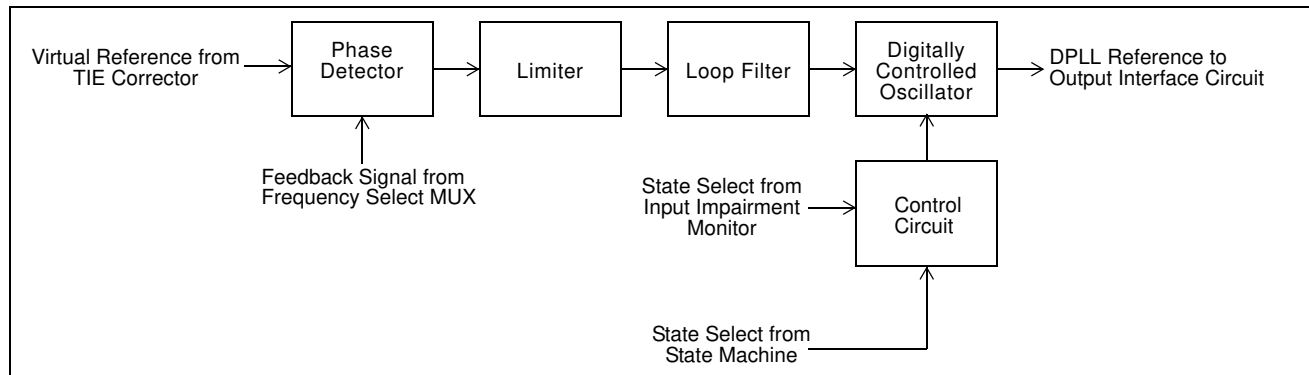 Virtual Reference from
TIE Corrector
Phase
Detector
Limiter
Loop Filter
Digitally
Controlled
Oscillator
DPLL Reference to
Output Interface Circuit
Feedback Signal from
Frequency Select MUX
State Select from
Input Impairment
Monitor
Control
Circuit
State Select from
State Machine